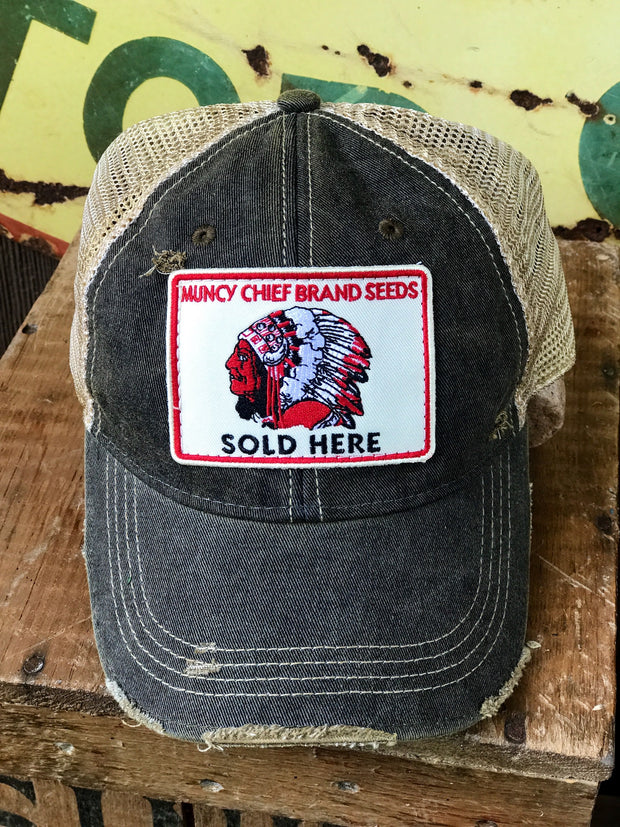 MUNCY CHIEF BRAND SEEDS
SOLD HERE